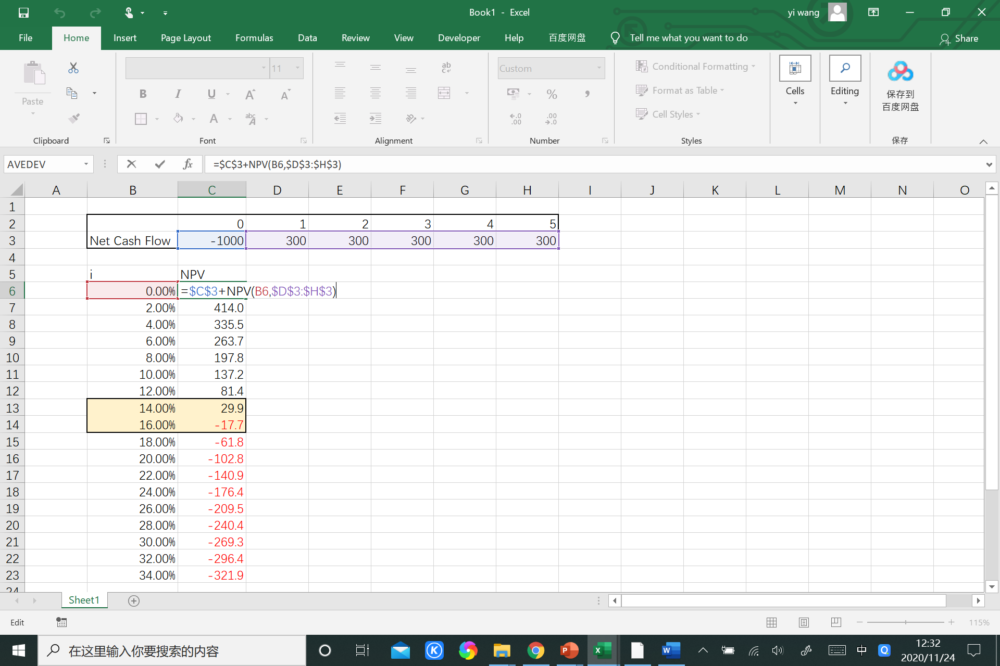 Book1 - Excel
yi wang
File Home Insert Page Layout Formulas Data Review View Developer Help 百度网盘 Tell me what you want to do Share
Paste
Clipboard
11
B I U A A
A abc A
Font
ab c
Alignment
Custom
% ,
←.0 .00 .00 →.0
Number
Conditional Formatting
Format as Table
Cell Styles
Styles
Cells
Editing
保存到
百度网盘
保存
AVEDEV fx =$C$3+NPV(B6,$D$3:$H$3)
A B C D E F G H I J K L M N O
1
2 0 1 2 3 4 5
3 Net Cash Flow -1000 300 300 300 300 300
4
5 i NPV
6 0.00% =$C$3+NPV(B6,$D$3:$H$3)
7 2.00% 414.0
8 4.00% 335.5
9 6.00% 263.7
10 8.00% 197.8
11 10.00% 137.2
12 12.00% 81.4
13 14.00% 29.9
14 16.00% -17.7
15 18.00% -61.8
16 20.00% -102.8
17 22.00% -140.9
18 24.00% -176.4
19 26.00% -209.5
20 28.00% -240.4
21 30.00% -269.3
22 32.00% -296.4
23 34.00% -321.9
24
Sheet1
Edit
115%
在这里输入你要搜索的内容
K
P
X
W
中
Q
12:32
2020/11/24